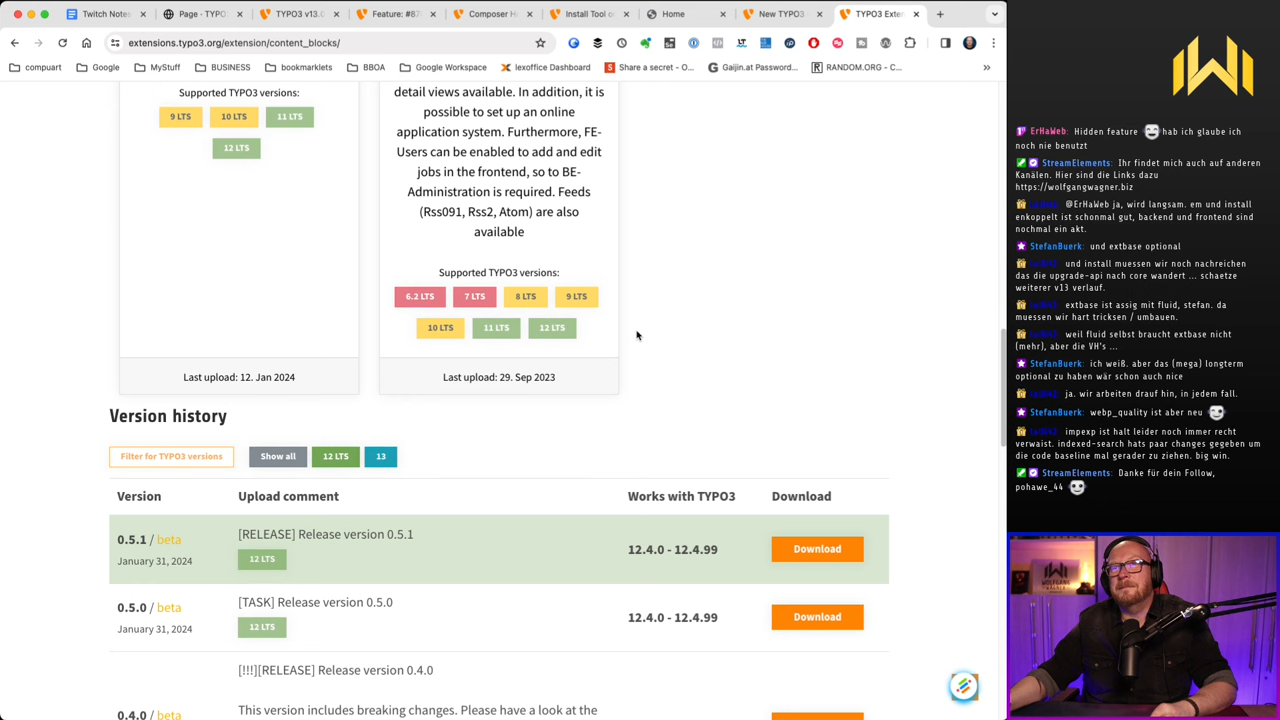 Twitch Notes
Page - TYPO
TYPO3 v13.0
Feature: #87
Composer H
Install Tool o
Home
New TYPO3
TYPO3 Exte
extensions.typo3.org/extension/content_blocks/
compuart
Google
MyStuff
BUSINESS
bookmarklets
BBOA
Google Workspace
lexoffice Dashboard
Share a secret - O...
Gaijin.at Password...
RANDOM.ORG - C...
»
Supported TYPO3 versions:
9 LTS 10 LTS 11 LTS
12 LTS
Last upload: 12. Jan 2024
detail views available. In addition, it is
possible to set up an online
application system. Furthermore, FE-
Users can be enabled to add and edit
jobs in the frontend, so to BE-
Administration is required. Feeds
(Rss091, Rss2, Atom) are also
available
Supported TYPO3 versions:
6.2 LTS 7 LTS 8 LTS 9 LTS
10 LTS 11 LTS 12 LTS
Last upload: 29. Sep 2023
Version history
Filter for TYPO3 versions Show all 12 LTS 13
Version Upload comment Works with TYPO3 Download
0.5.1 / beta
January 31, 2024
[RELEASE] Release version 0.5.1
12 LTS
12.4.0 - 12.4.99
Download
0.5.0 / beta
January 31, 2024
[TASK] Release version 0.5.0
12 LTS
12.4.0 - 12.4.99
Download
0.4.0 / beta
[!!!][RELEASE] Release version 0.4.0
This version includes breaking changes. Please have a look at the
ErHaWeb: Hidden feature hab ich glaube ich
noch nie benutzt
StreamElements: Ihr findet mich auch auf anderen
Kanälen. Hier sind die Links dazu
https://wolfgangwagner.biz
@ErHaWeb ja, wird langsam. em und install
enkoppelt ist schonmal gut, backend und frontend sind
nochmal ein akt.
StefanBuerk: und extbase optional
und install muessen wir noch nachreichen
das die upgrade-api nach core wandert ... schaetze
weiterer v13 verlauf.
extbase ist assig mit fluid, stefan. da
muessen wir hart tricksen / umbauen.
weil fluid selbst braucht extbase nicht
(mehr), aber die VH's ...
StefanBuerk: ich weiß. aber das (mega) longterm
optional zu haben wär schon auch nice
ja. wir arbeiten drauf hin, in jedem fall.
StefanBuerk: webp_quality ist aber neu
impexp ist halt leider noch immer recht
verwaist. indexed-search hats paar changes gegeben um
die code baseline mal gerader zu ziehen. big win.
StreamElements: Danke für dein Follow,
pohawe_44